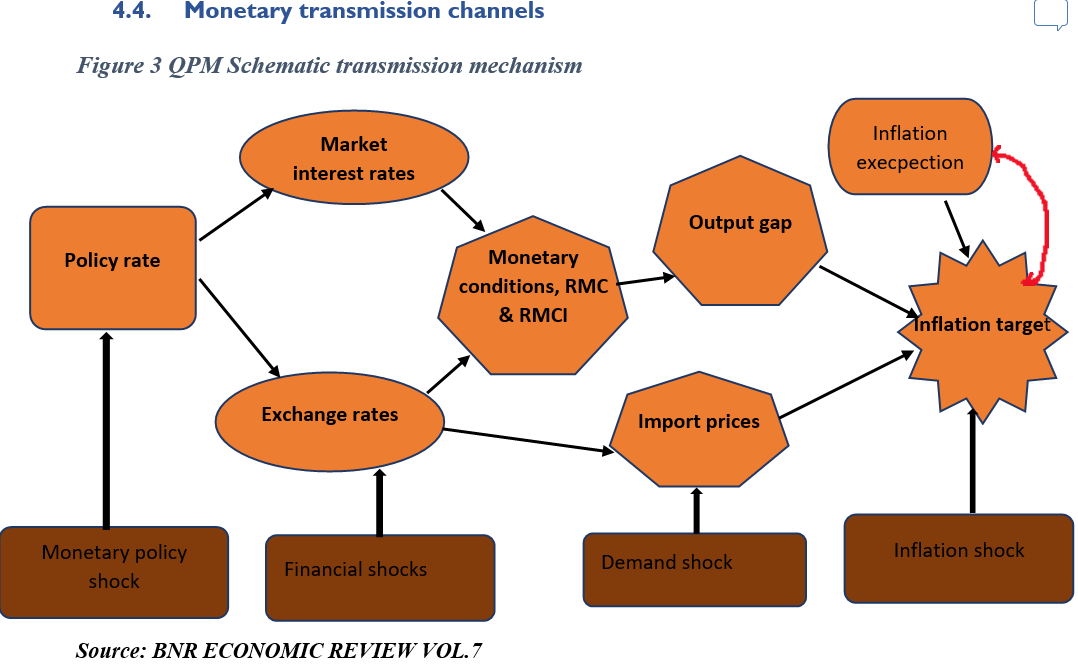 4.4. Monetary transmission channels
Figure 3 QPM Schematic transmission mechanism
Market
interest rates
Inflation
execpection
Policy rate
Output gap
Monetary
conditions, RMC
& RMCI
Inflation target
Exchange rates
Import prices
Monetary policy
shock
Financial shocks
Demand shock
Inflation shock
Source: BNR ECONOMIC REVIEW VOL.7